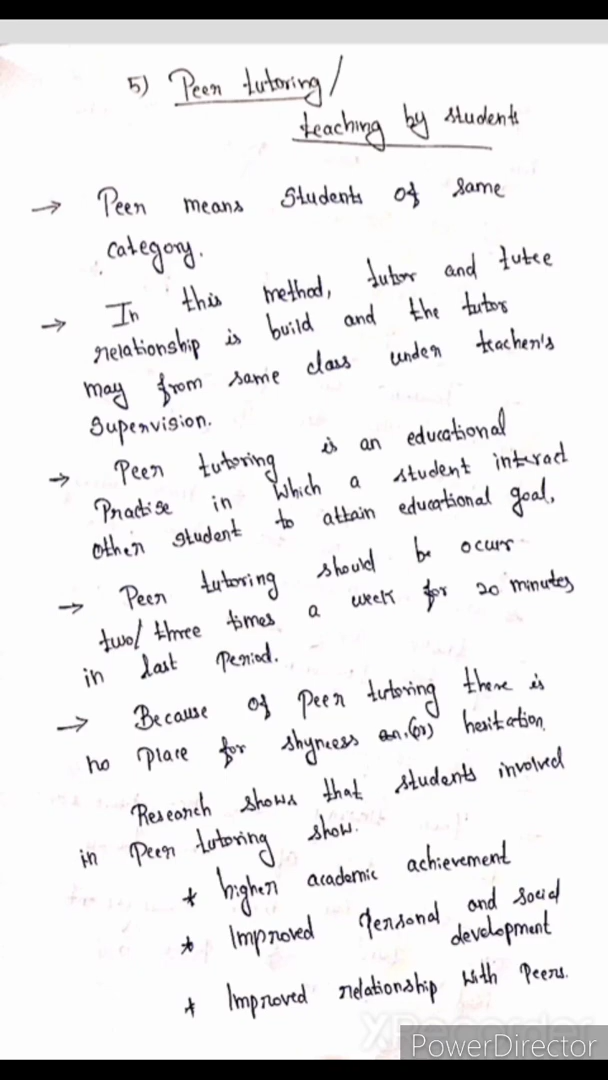 5) Peer tutoring/
teaching by students
→ Peer means students of same
category.
→ In this method, tutor and tutee
relationship is build and the tutor
may from same class under teacher's
supervision.
→ Peer tutoring is an educational
Practise in which a student interact
other student to attain educational goal,
→ Peer tutoring should be occur
two/three times a week for 20 minutes
in last Period.
→ Because of Peer tutoring there is
no place for shyness (or) hesitation
Research shows that students involved
in Peer tutoring show.
* higher academic achievement
* Improved Personal and social
development
* Improved relationship with Peers.
XRecorder
PowerDirector